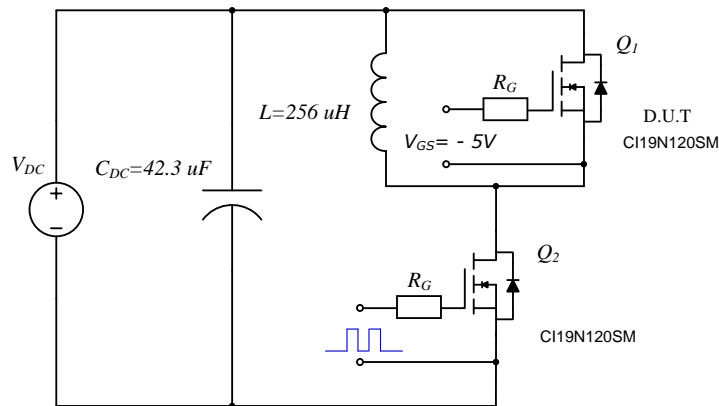 Q1
RG
L=256 uH
D.U.T
VGS= - 5V
CI19N120SM
VDC
CDC=42.3 uF
+
−
Q2
RG
CI19N120SM